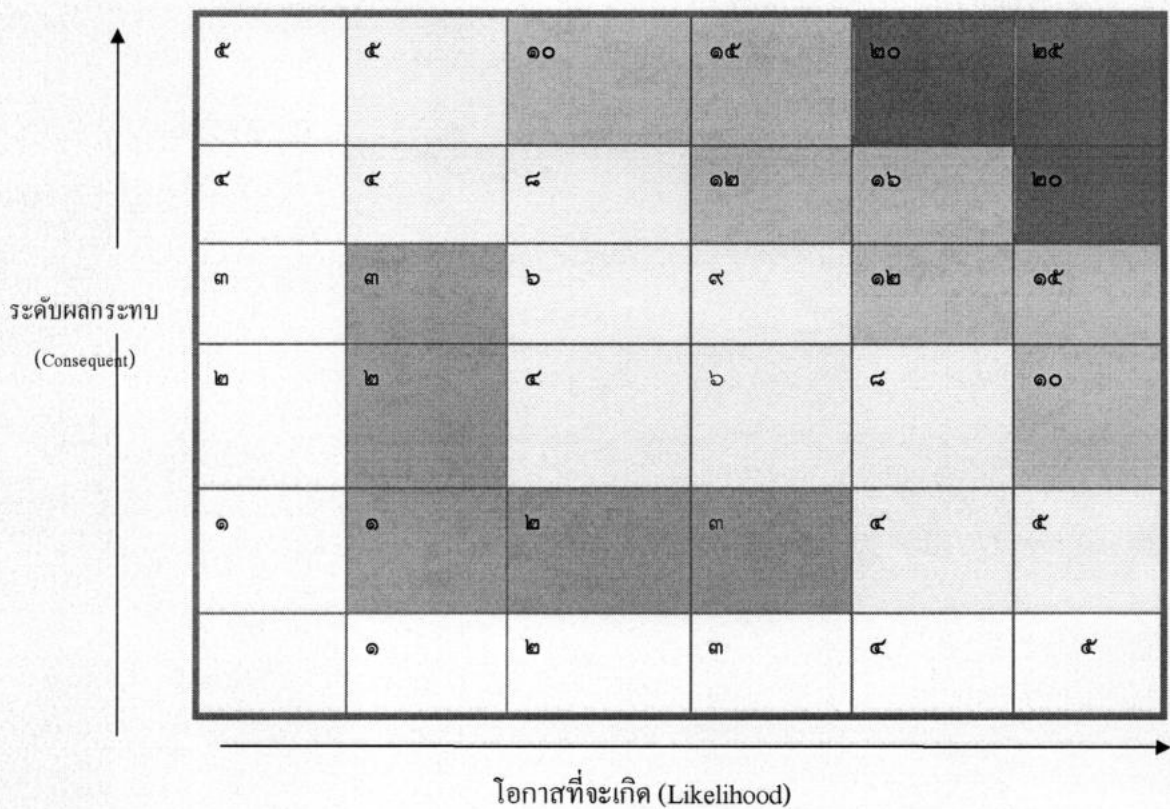 ๕ ๕ ๑๐ ๑๕ ๒๐ ๒๕
๔ ๔ ๘ ๑๒ ๑๖ ๒๐
๓ ๓ ๖ ๙ ๑๒ ๑๕
ระดับผลกระทบ
(Consequent)
๒ ๒ ๔ ๖ ๘ ๑๐
๑ ๑ ๒ ๓ ๔ ๕
๑ ๒ ๓ ๔ ๕
โอกาสที่จะเกิด (Likelihood)